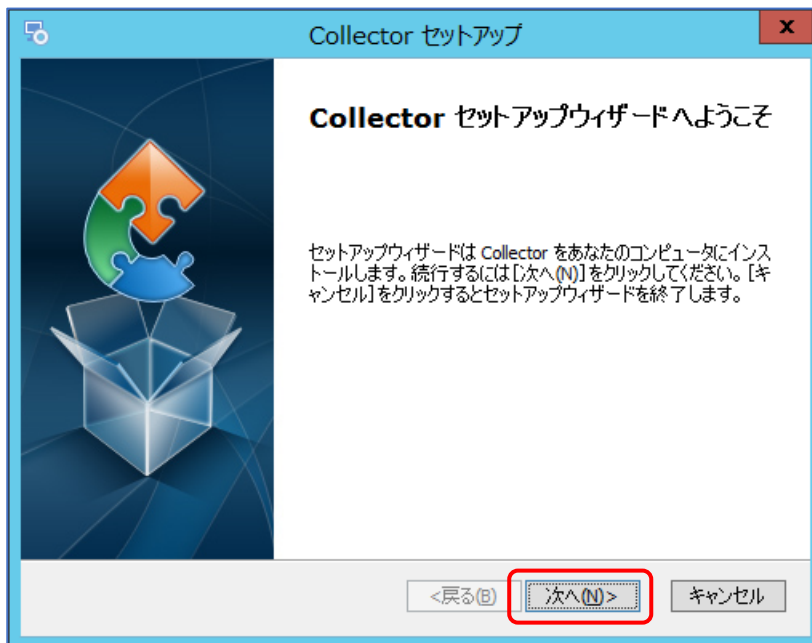 Collector セットアップ
x
Collector セットアップウィザードへようこそ
セットアップウィザードは Collector をあなたのコンピュータにインス
トールします。続行するには[次へ(N)]をクリックしてください。[キ
ャンセル]をクリックするとセットアップウィザードを終了します。
<戻る(B) 次へ(N)> キャンセル